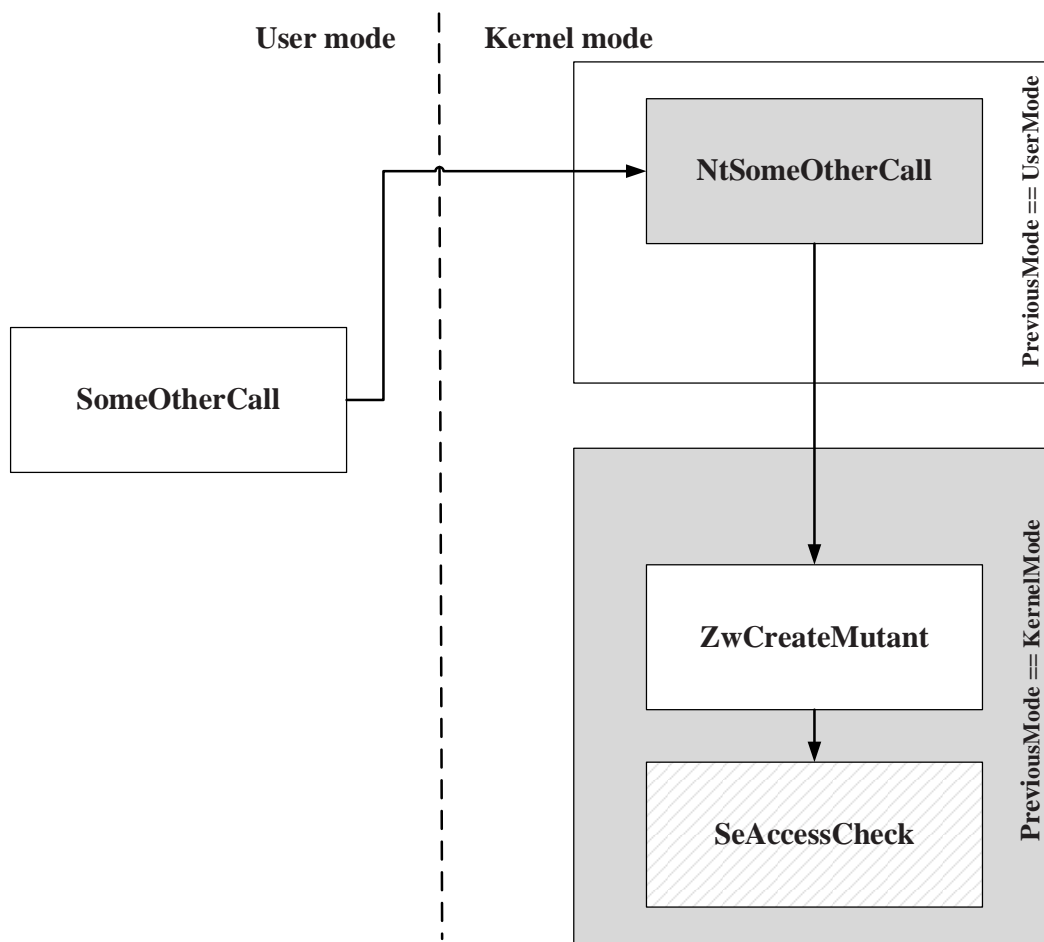 User mode
Kernel mode
NtSomeOtherCall
PreviousMode == UserMode
SomeOtherCall
ZwCreateMutant
PreviousMode == KernelMode
SeAccessCheck